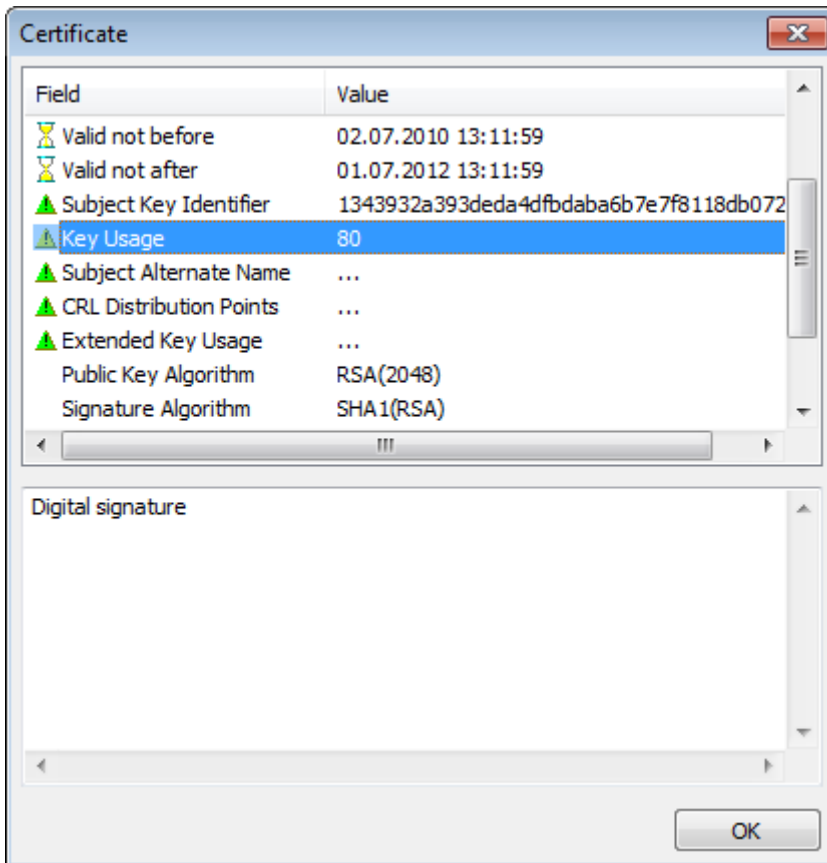 Certificate
Field Value
Valid not before 02.07.2010 13:11:59
Valid not after 01.07.2012 13:11:59
Subject Key Identifier 1343932a393deda4dfbdaba6b7e7f8118db072
Key Usage 80
Subject Alternate Name ...
CRL Distribution Points ...
Extended Key Usage ...
Public Key Algorithm RSA(2048)
Signature Algorithm SHA1(RSA)
Digital signature
OK